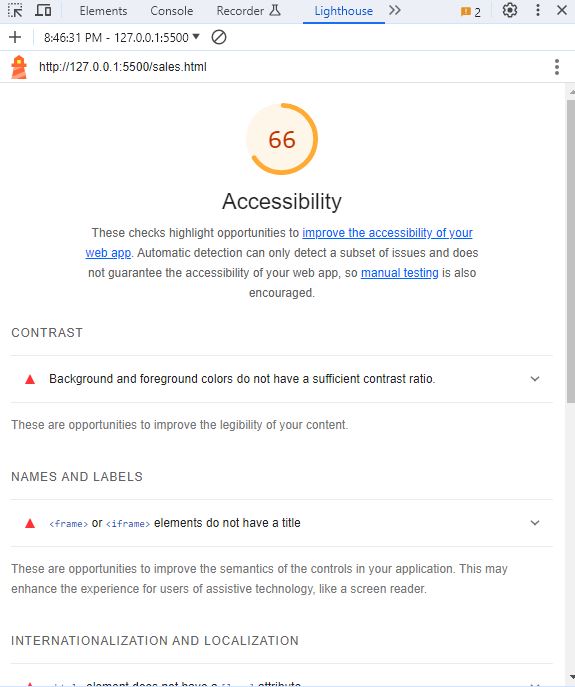 Elements Console Recorder Lighthouse 2
8:46:31 PM - 127.0.0.1:5500
http://127.0.0.1:5500/sales.html
66
Accessibility
These checks highlight opportunities to improve the accessibility of your
web app. Automatic detection can only detect a subset of issues and does
not guarantee the accessibility of your web app, so manual testing is also
encouraged.
CONTRAST
Background and foreground colors do not have a sufficient contrast ratio.
These are opportunities to improve the legibility of your content.
NAMES AND LABELS
<frame> or <iframe> elements do not have a title
These are opportunities to improve the semantics of the controls in your application. This may
enhance the experience for users of assistive technology, like a screen reader.
INTERNATIONALIZATION AND LOCALIZATION
<html> element does not have a [lang] attribute